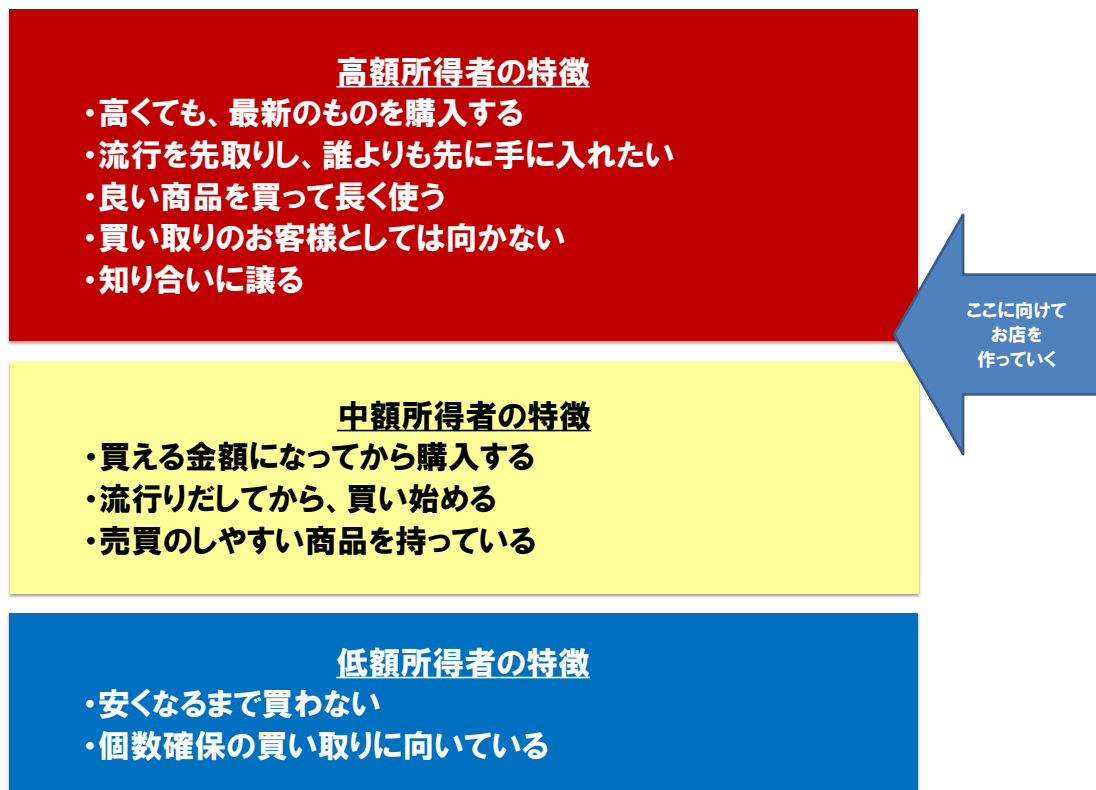 高額所得者の特徴
・高くても、最新のものを購入する
・流行を先取りし、誰よりも先に手に入れたい
・良い商品を買って長く使う
・買い取りのお客様としては向かない
・知り合いに譲る
ここに向けて
お店を
作っていく
中額所得者の特徴
・買える金額になってから購入する
・流行りだしてから、買い始める
・売買のしやすい商品を持っている
低額所得者の特徴
・安くなるまで買わない
・個数確保の買い取りに向いている